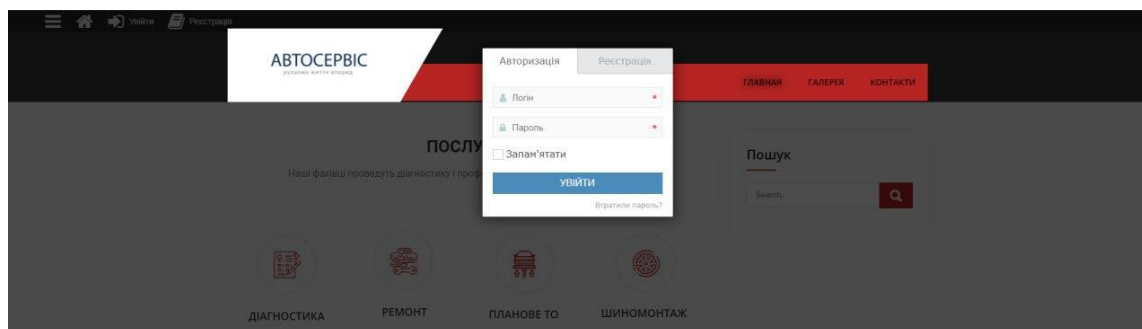 Увійти Реєстрація
АВТОСЕРВІС
рухаємо життя вперед
Авторизація Реєстрація
ГЛАВНАЯ ГАЛЕРЕЯ КОНТАКТИ
Логін *
Пароль *
Запам'ятати
УВІЙТИ
Втратили пароль?
ПОСЛУ
Наші фахівці проведуть діагностику і проф
Пошук
Search...
ДІАГНОСТИКА РЕМОНТ ПЛАНОВЕ ТО ШИНОМОНТАЖ